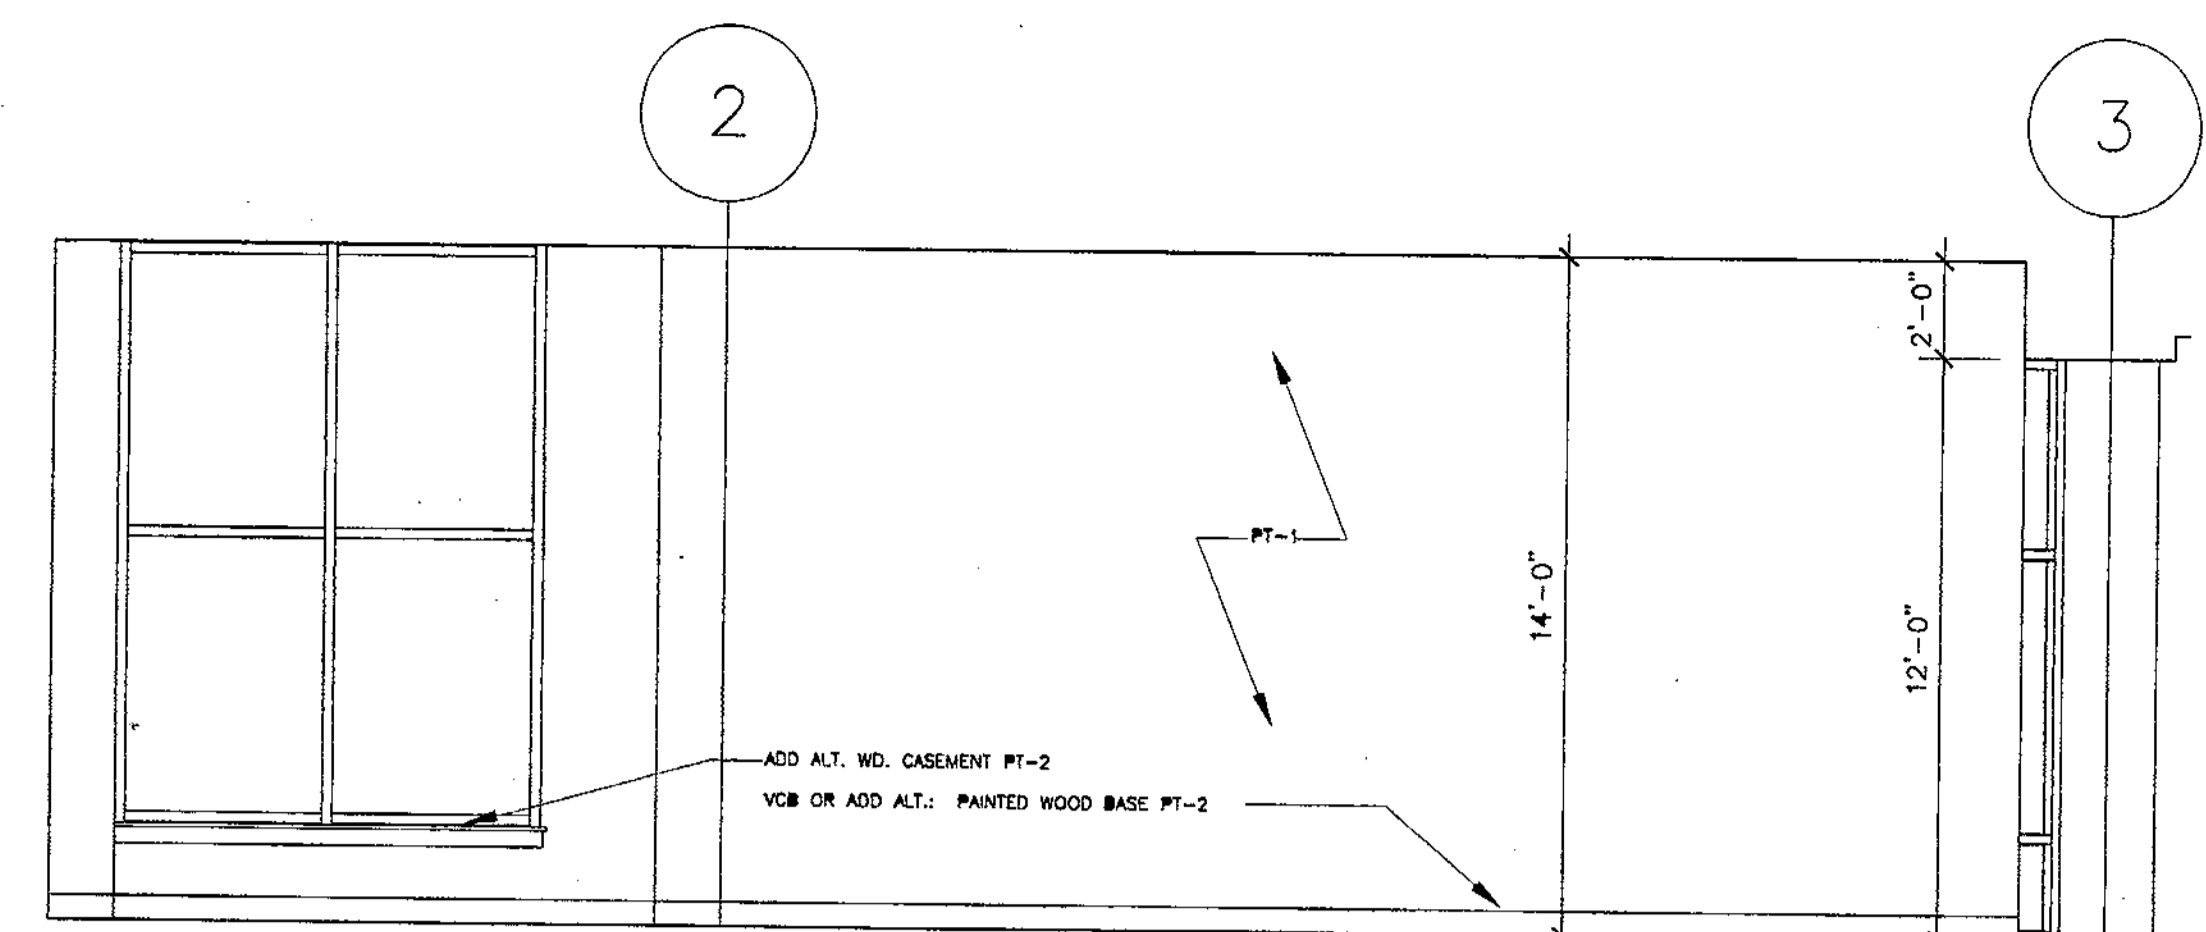 2
3
2'-0"
PT-1
14'-0"
12'-0"
ADD ALT. WD. CASEMENT PT-2
VCB OR ADD ALT.: PAINTED WOOD BASE PT-2